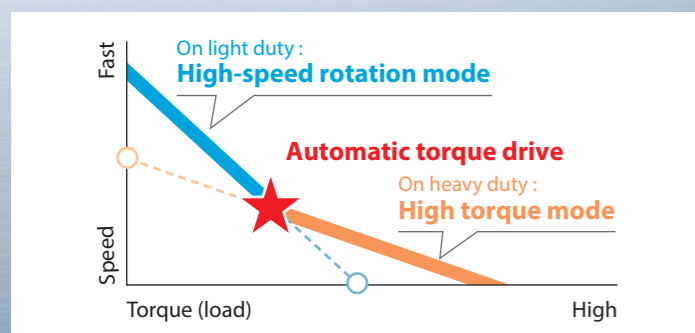 Fast
On light duty :
High-speed rotation mode
Automatic torque drive
On heavy duty :
High torque mode
Speed
Torque (load)
High